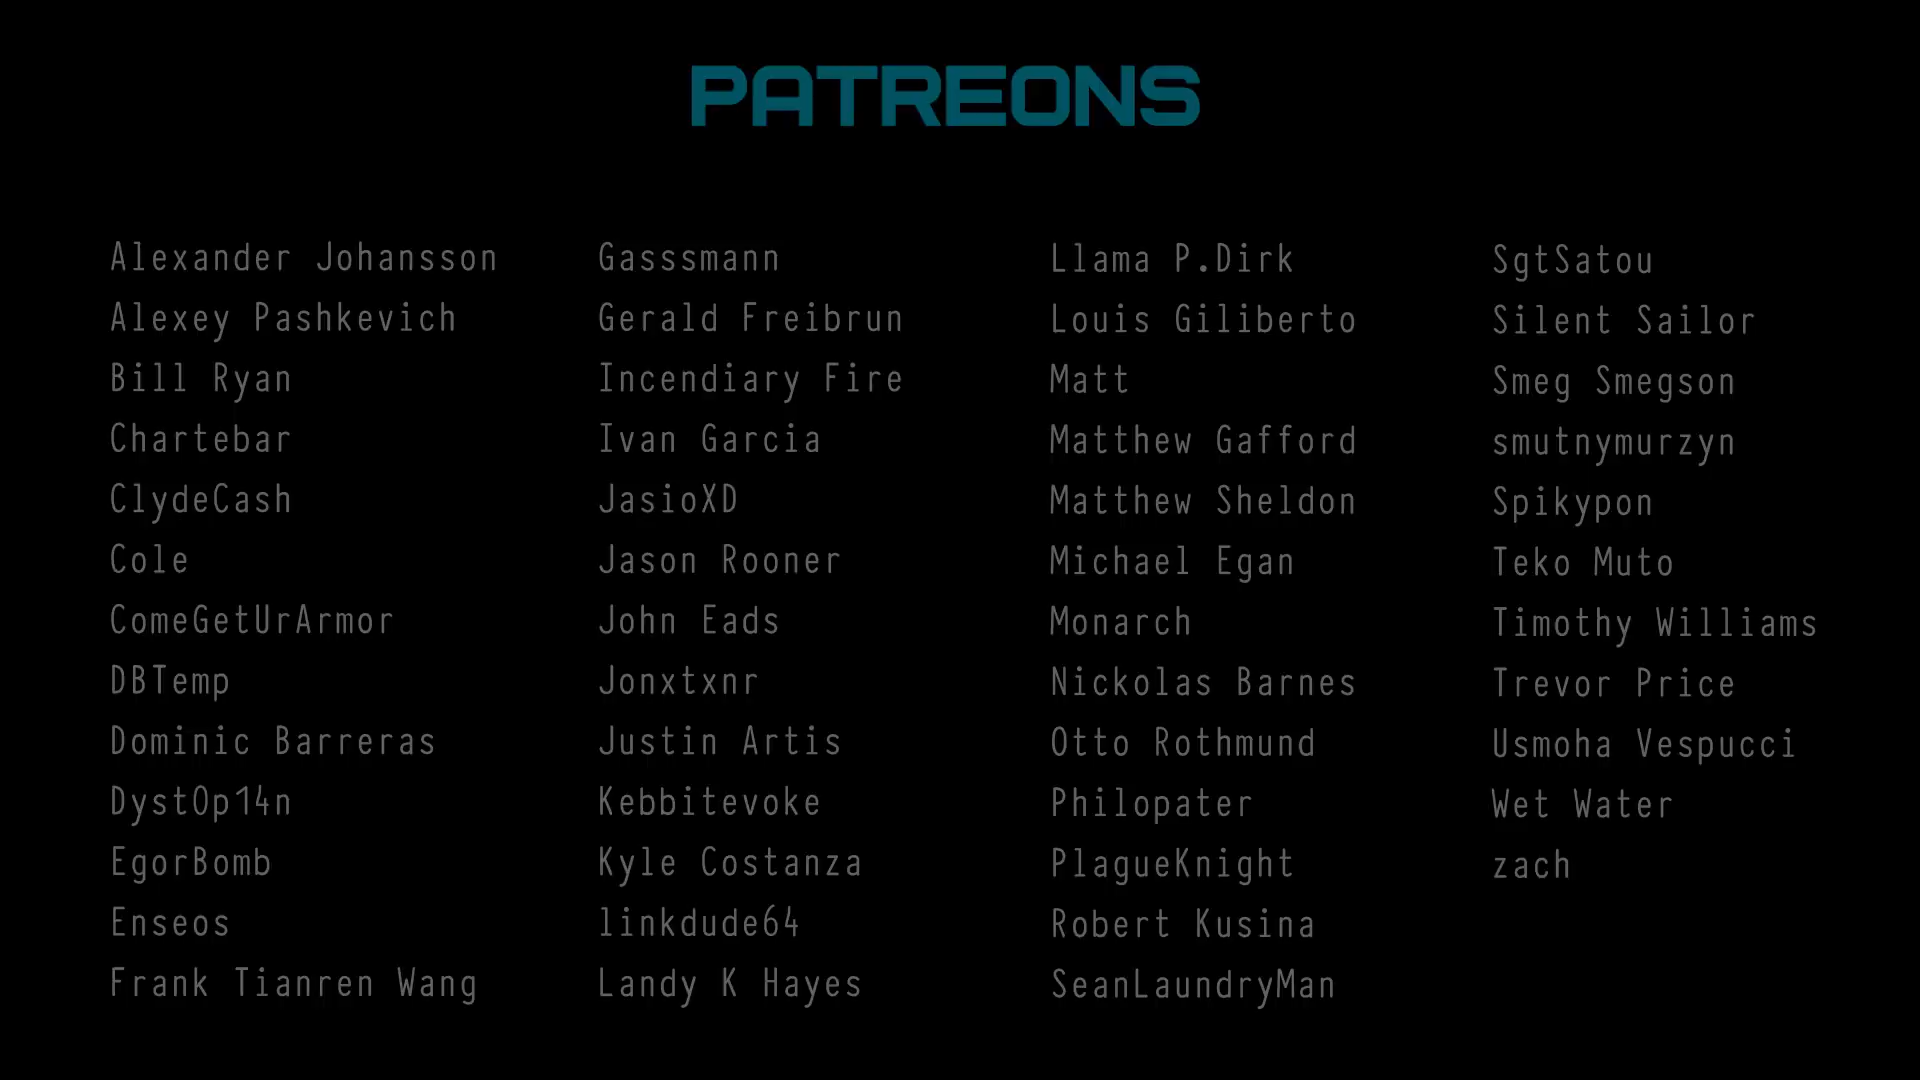 PATREONS
Alexander Johansson
Alexey Pashkevich
Bill Ryan
Chartebar
ClydeCash
Cole
ComeGetUrArmor
DBTemp
Dominic Barreras
DystOp14n
EgorBomb
Enseos
Frank Tianren Wang
Gasssmann
Gerald Freibrun
Incendiary Fire
Ivan Garcia
JasioXD
Jason Rooner
John Eads
Jonxtxnr
Justin Artis
Kebbitevoke
Kyle Costanza
linkdude64
Landy K Hayes
Llama P.Dirk
Louis Giliberto
Matt
Matthew Gafford
Matthew Sheldon
Michael Egan
Monarch
Nickolas Barnes
Otto Rothmund
Philopater
PlagueKnight
Robert Kusina
SeanLaundryMan
SgtSatou
Silent Sailor
Smeg Smegson
smutnymurzyn
Spikypon
Teko Muto
Timothy Williams
Trevor Price
Usmoha Vespucci
Wet Water
zach